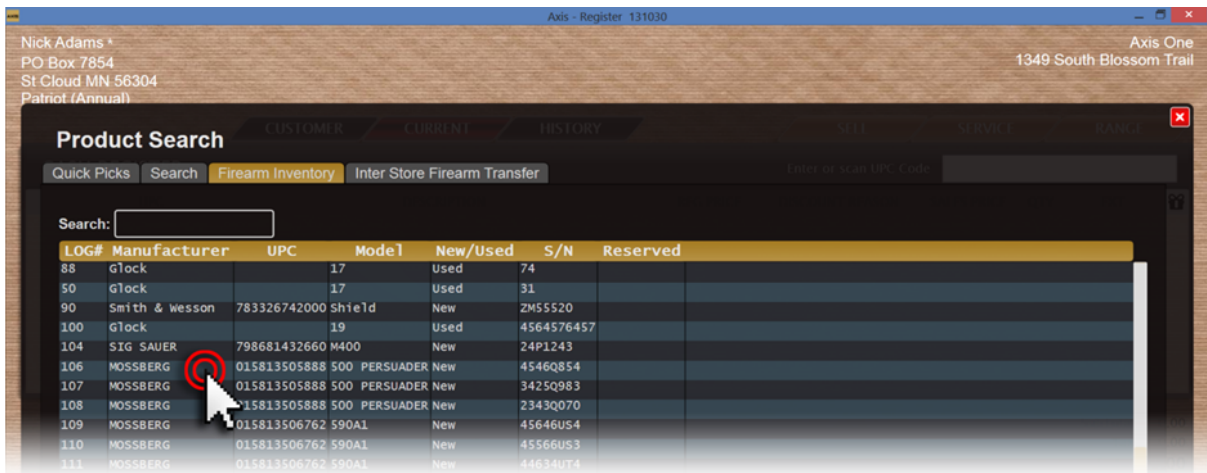 AXIS
Axis - Register 131030
Nick Adams *
PO Box 7854
St Cloud MN 56304
Patriot (Annual)
Axis One
1349 South Blossom Trail
CUSTOMER CURRENT HISTORY SELL SERVICE RANGE
Product Search
Quick Picks Search Firearm Inventory Inter Store Firearm Transfer
Enter or scan UPC Code
Search:
LOG# Manufacturer UPC Model New/Used S/N Reserved
88 Glock 17 Used 74
50 Glock 17 Used 31
90 Smith & Wesson 783326742000 Shield New ZM55520
100 Glock 19 Used 4564576457
104 SIG SAUER 798681432660 M400 New 24P1243
106 MOSSBERG 015813505888 500 PERSUADER New 4546Q854
107 MOSSBERG 015813505888 500 PERSUADER New 3425Q983
108 MOSSBERG 15813505888 500 PERSUADER New 2343Q070
109 MOSSBERG 015813506762 590A1 New 45646US4
110 MOSSBERG 015813506762 590A1 New 45566US3
111 MOSSBERG 015813506762 590A1 New 44634UT4